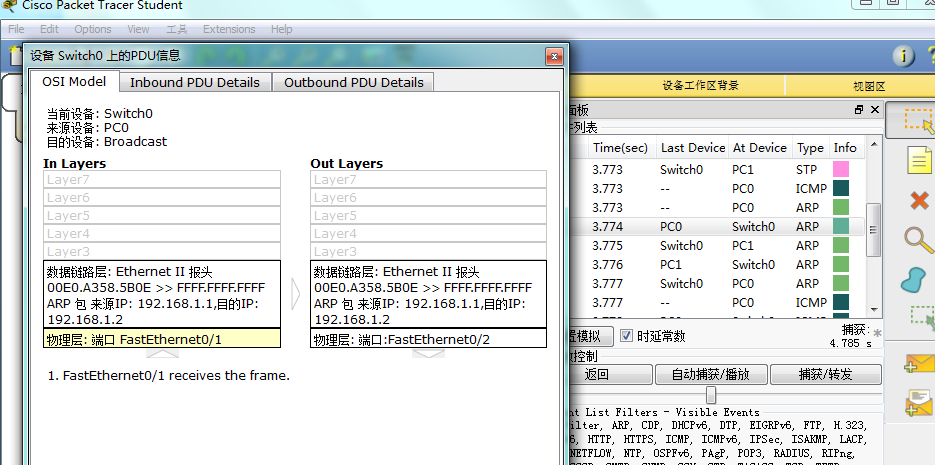 Cisco Packet Tracer Student
File Edit Options View 工具 Extensions Help
设备 Switch0 上的PDU信息
OSI Model Inbound PDU Details Outbound PDU Details
当前设备: Switch0
来源设备: PC0
目的设备: Broadcast
In Layers
Layer7
Layer6
Layer5
Layer4
Layer3
数据链路层: Ethernet II 报头
00E0.A358.5B0E >> FFFF.FFFF.FFFF
ARP 包 来源IP: 192.168.1.1,目的IP:
192.168.1.2
物理层: 端口 FastEthernet0/1
Out Layers
Layer7
Layer6
Layer5
Layer4
Layer3
数据链路层: Ethernet II 报头
00E0.A358.5B0E >> FFFF.FFFF.FFFF
ARP 包 来源IP: 192.168.1.1,目的IP:
192.168.1.2
物理层: 端口:FastEthernet0/2
1. FastEthernet0/1 receives the frame.
设备工作区背景 视图区
面板
列表
Time(sec) Last Device At Device Type Info
3.773 Switch0 PC1 STP
3.773 -- PC0 ICMP
3.773 -- PC0 ARP
3.774 PC0 Switch0 ARP
3.775 Switch0 PC1 ARP
3.776 PC1 Switch0 ARP
3.777 Switch0 PC0 ARP
3.777 -- PC0 ICMP
置模拟 时延常数 捕获:
4.785 s *
控制
返回 自动捕获/播放 捕获/转发
nt List Filters - Visible Events
ilter, ARP, CDP, DHCPv6, DTP, EIGRPv6, FTP, H.323,
6, HTTP, HTTPS, ICMP, ICMPv6, IPSec, ISAKMP, LACP,
NETFLOW, NTP, OSPFv6, PAgP, POP3, RADIUS, RIPng,